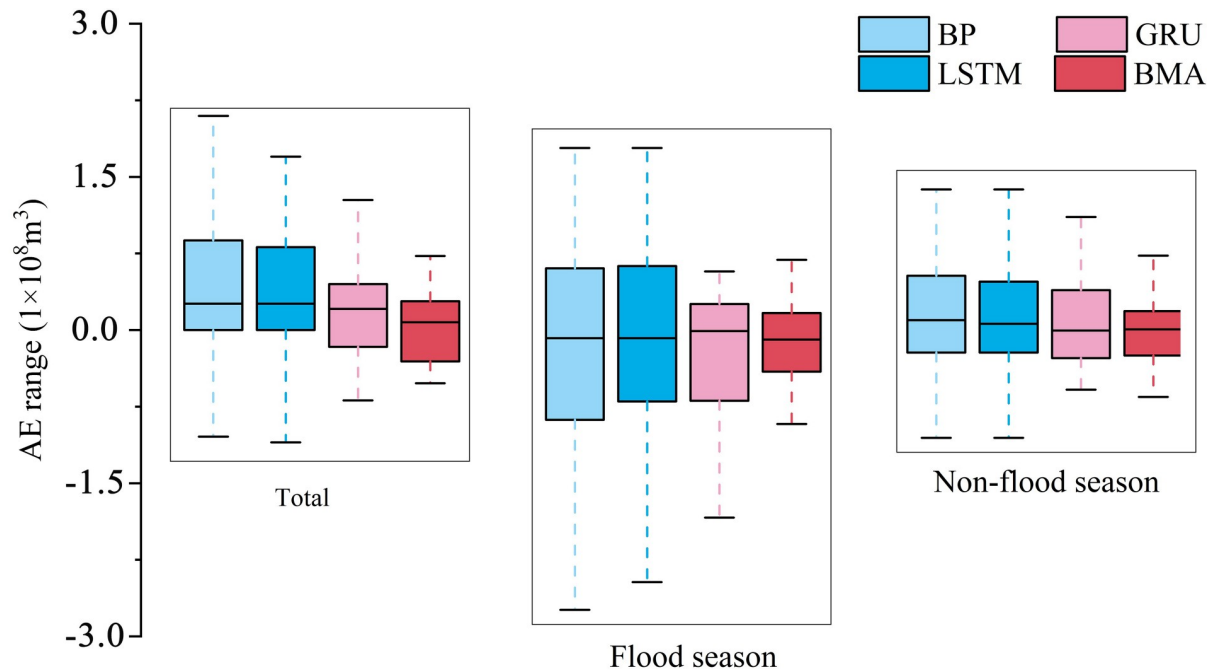 3.0
1.5
0.0
-1.5
-3.0
AE range (1×10⁸m³)
BP
GRU
LSTM
BMA
Total
Flood season
Non-flood season